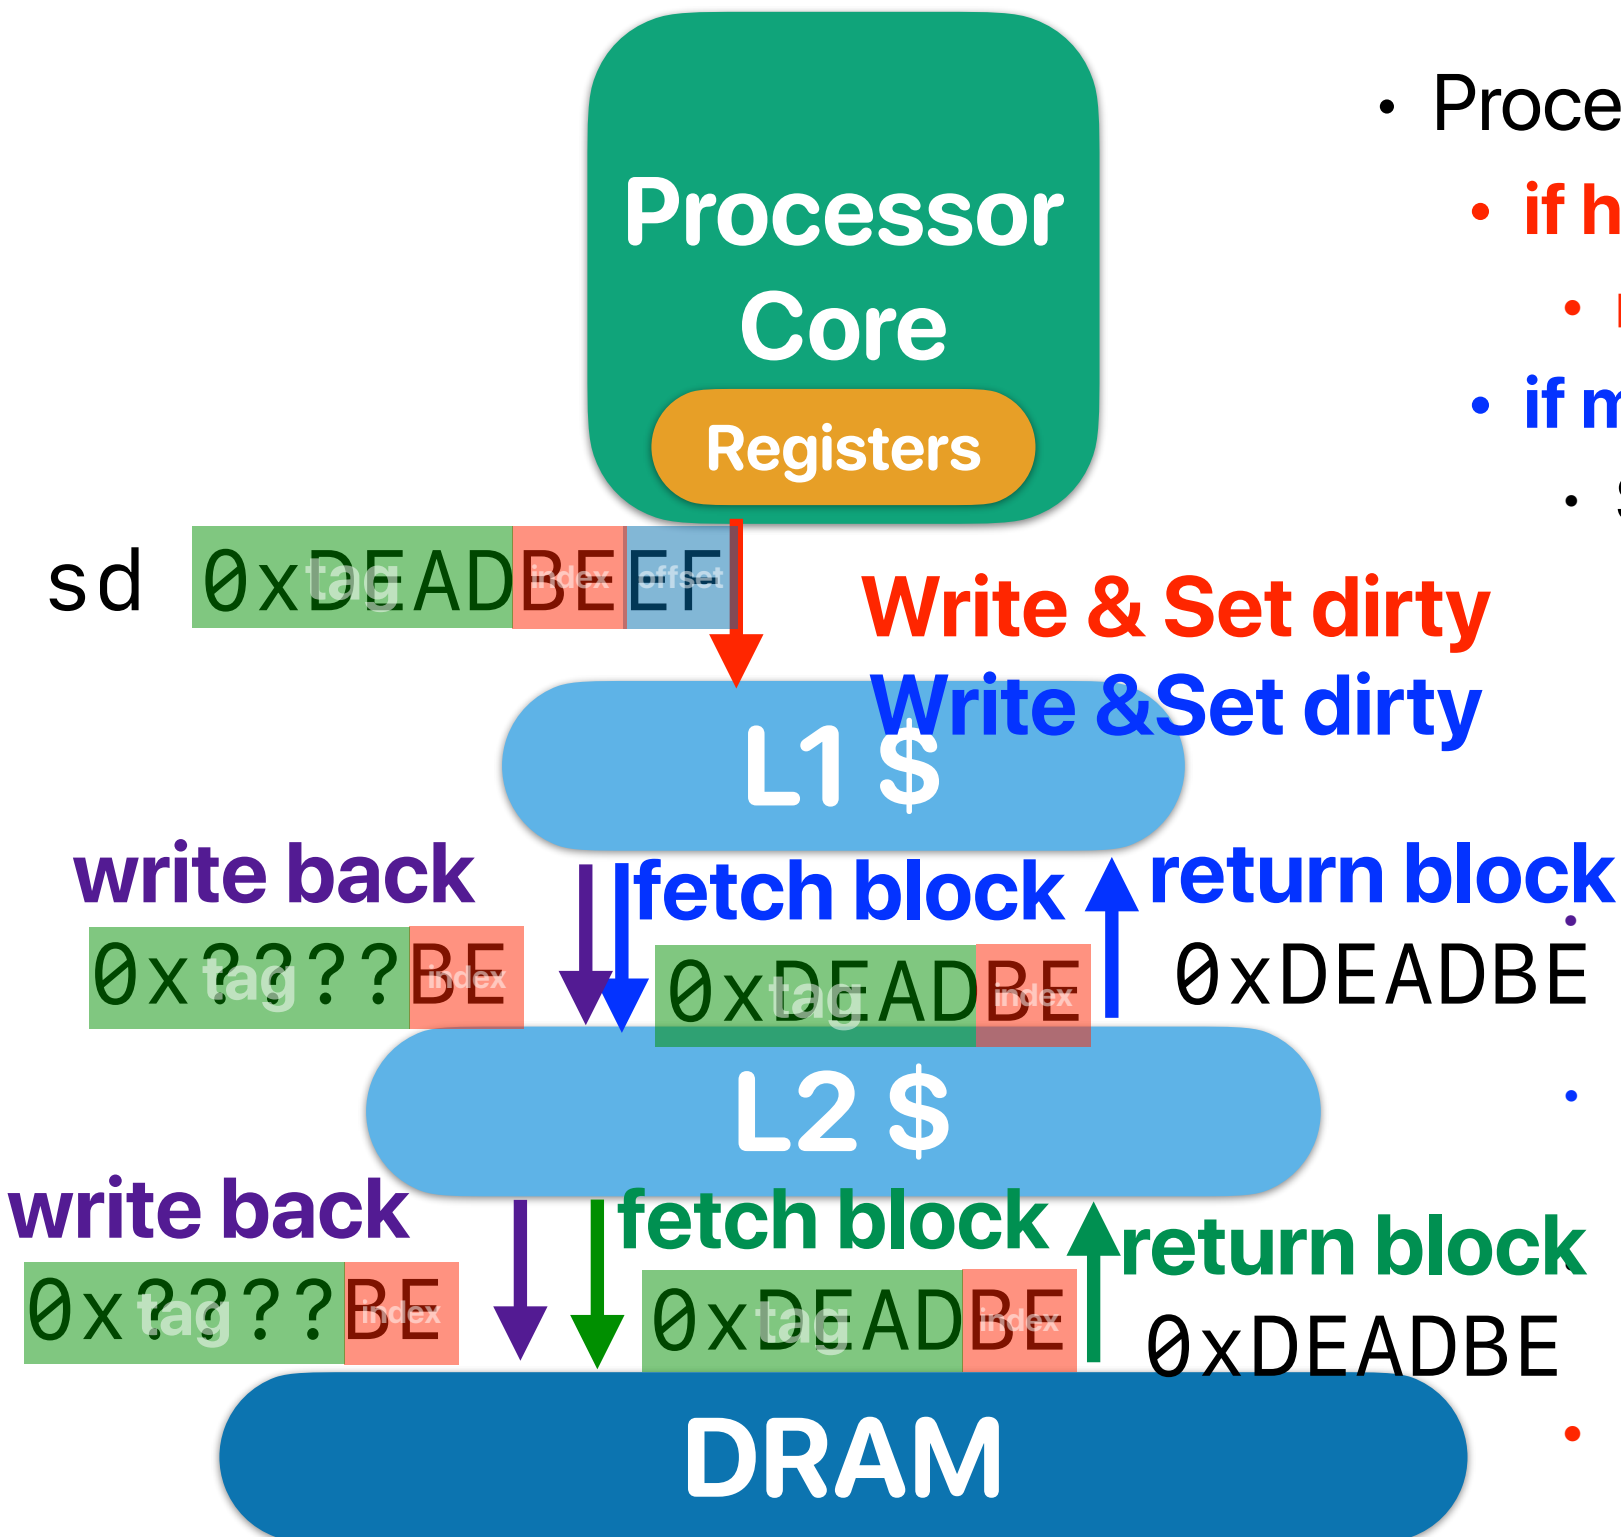 Processor
Core
Registers
• Proce
• if h
•
• if m
•
sd 0xDEADBEEF
tag index offset
Write & Set dirty
Write &Set dirty
L1 $
write back
fetch block
return block
0x????BE
tag index
0xDEADBE
tag index
0xDEADBE
L2 $
write back
fetch block
return block
0x????BE
tag index
0xDEADBE
tag index
0xDEADBE
DRAM